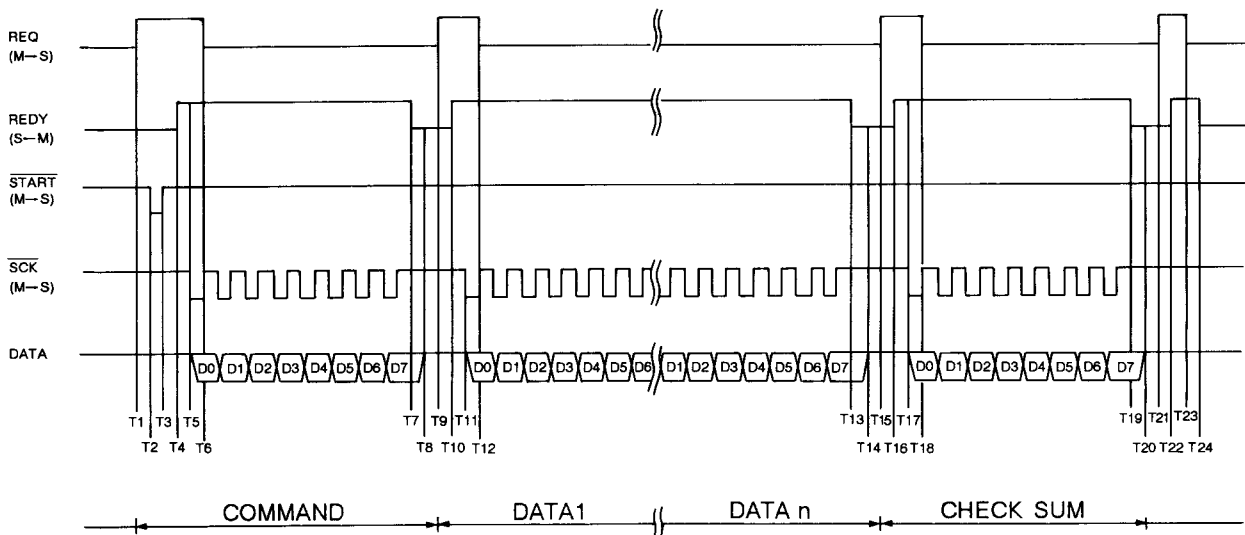 REQ
(M→S)
REDY
(S←M)
START
(M→S)
SCK
(M→S)
DATA
D0 D1 D2 D3 D4 D5 D6 D7 D0 D1 D2 D3 D4 D5 D6 D1 D2 D3 D4 D5 D6 D7 D0 D1 D2 D3 D4 D5 D6 D7
T1 T3 T5 T7 T9 T11 T13 T15 T17 T19 T21 T23
T2 T4 T6 T8 T10 T12 T14 T16 T18 T20 T22 T24
COMMAND DATA1 DATA n CHECK SUM